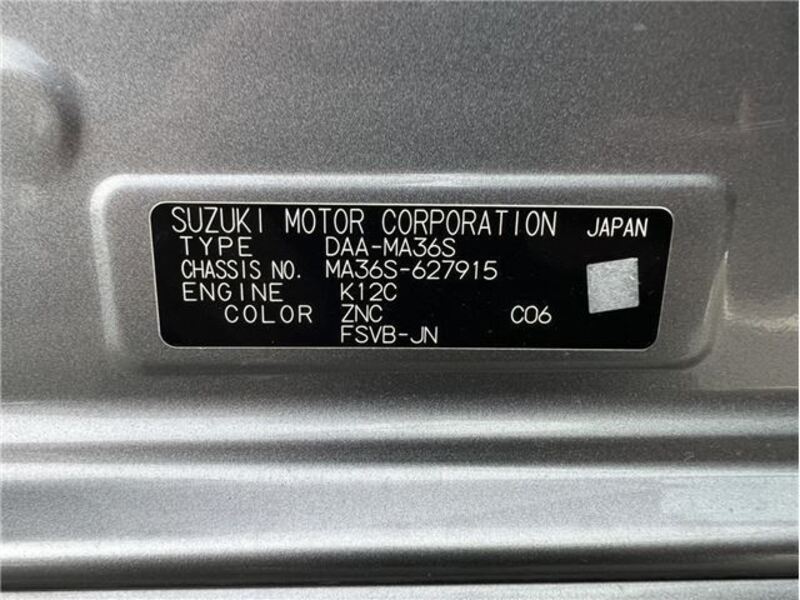 SUZUKI MOTOR CORPORATION JAPAN
TYPE DAA-MA36S
CHASSIS NO. MA36S-627915
ENGINE K12C
COLOR ZNC C06
FSVB-JN